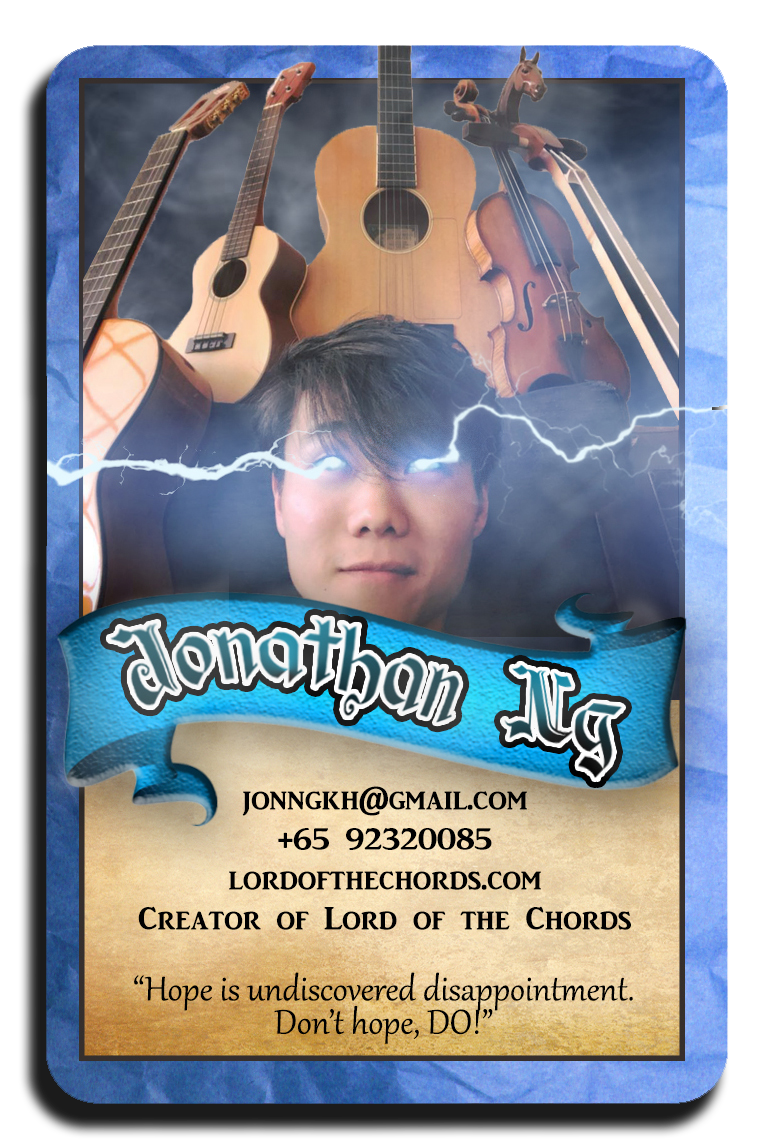 Jonathan Ng
jonngkh@gmail.com
+65 92320085
lordofthechords.com
Creator of Lord of the Chords
“Hope is undiscovered disappointment.
Don’t hope, DO!”